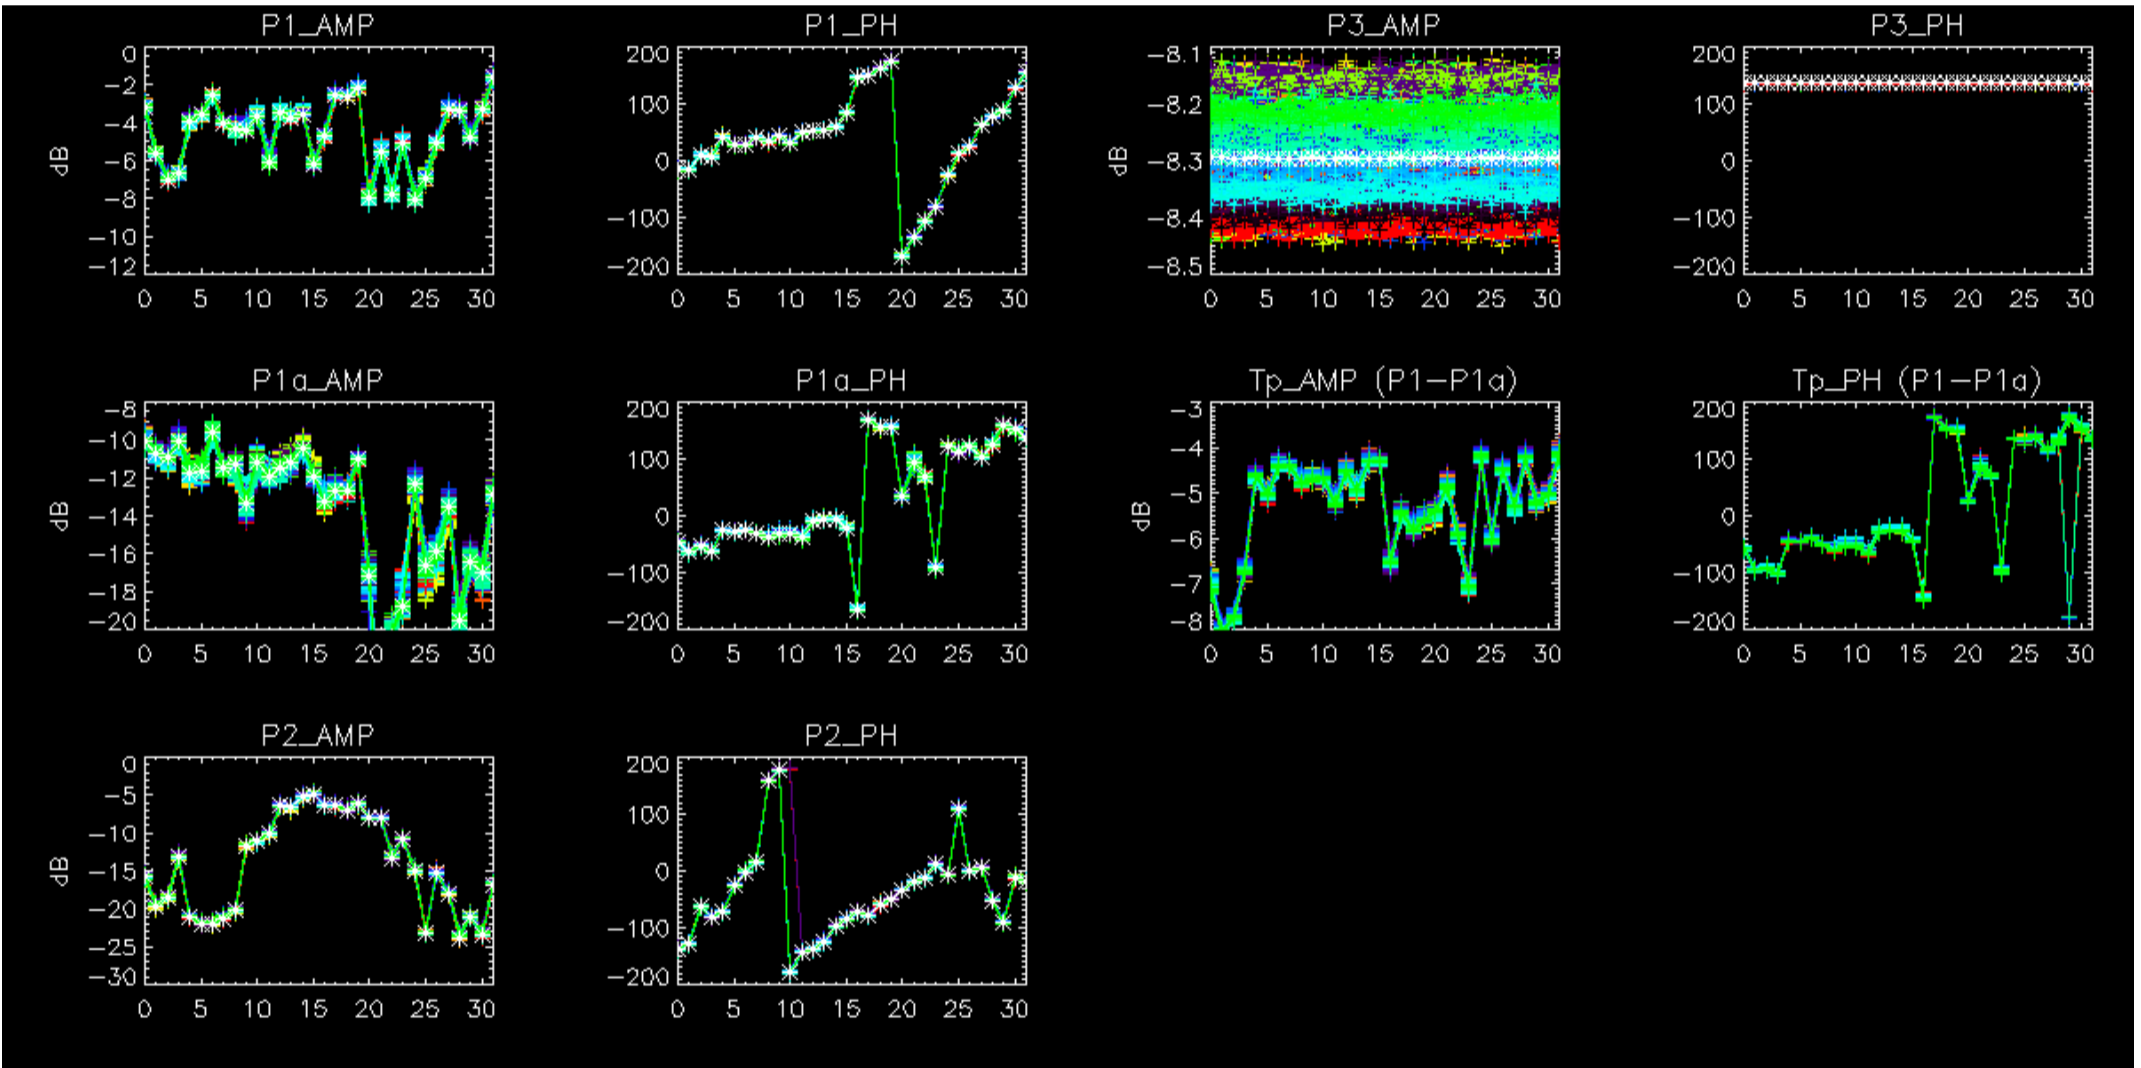 P1_AMP
0
−2
−4
−6
−8
−10
−12
dB
0 5 10 15 20 25 30
P1_PH
200
100
0
−100
−200
0 5 10 15 20 25 30
P3_AMP
−8.1
−8.2
−8.3
−8.4
−8.5
dB
0 5 10 15 20 25 30
P3_PH
200
100
0
−100
−200
0 5 10 15 20 25 30
P1a_AMP
−8
−10
−12
−14
−16
−18
−20
dB
0 5 10 15 20 25 30
P1a_PH
200
100
0
−100
−200
0 5 10 15 20 25 30
Tp_AMP (P1−P1a)
−3
−4
−5
−6
−7
−8
dB
0 5 10 15 20 25 30
Tp_PH (P1−P1a)
200
100
0
−100
−200
0 5 10 15 20 25 30
P2_AMP
0
−5
−10
−15
−20
−25
−30
dB
0 5 10 15 20 25 30
P2_PH
200
100
0
−100
−200
0 5 10 15 20 25 30